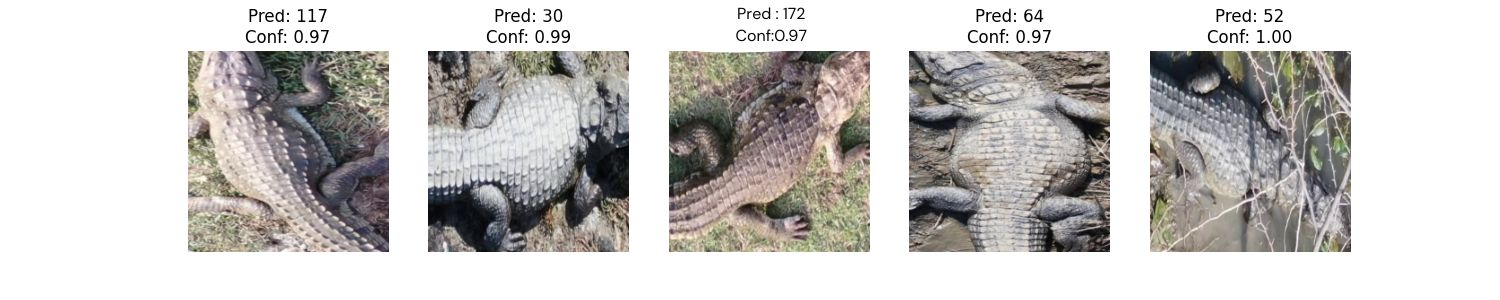 Pred: 117
Conf: 0.97
Pred: 30
Conf: 0.99
Pred : 172
Conf:0.97
Pred: 64
Conf: 0.97
Pred: 52
Conf: 1.00